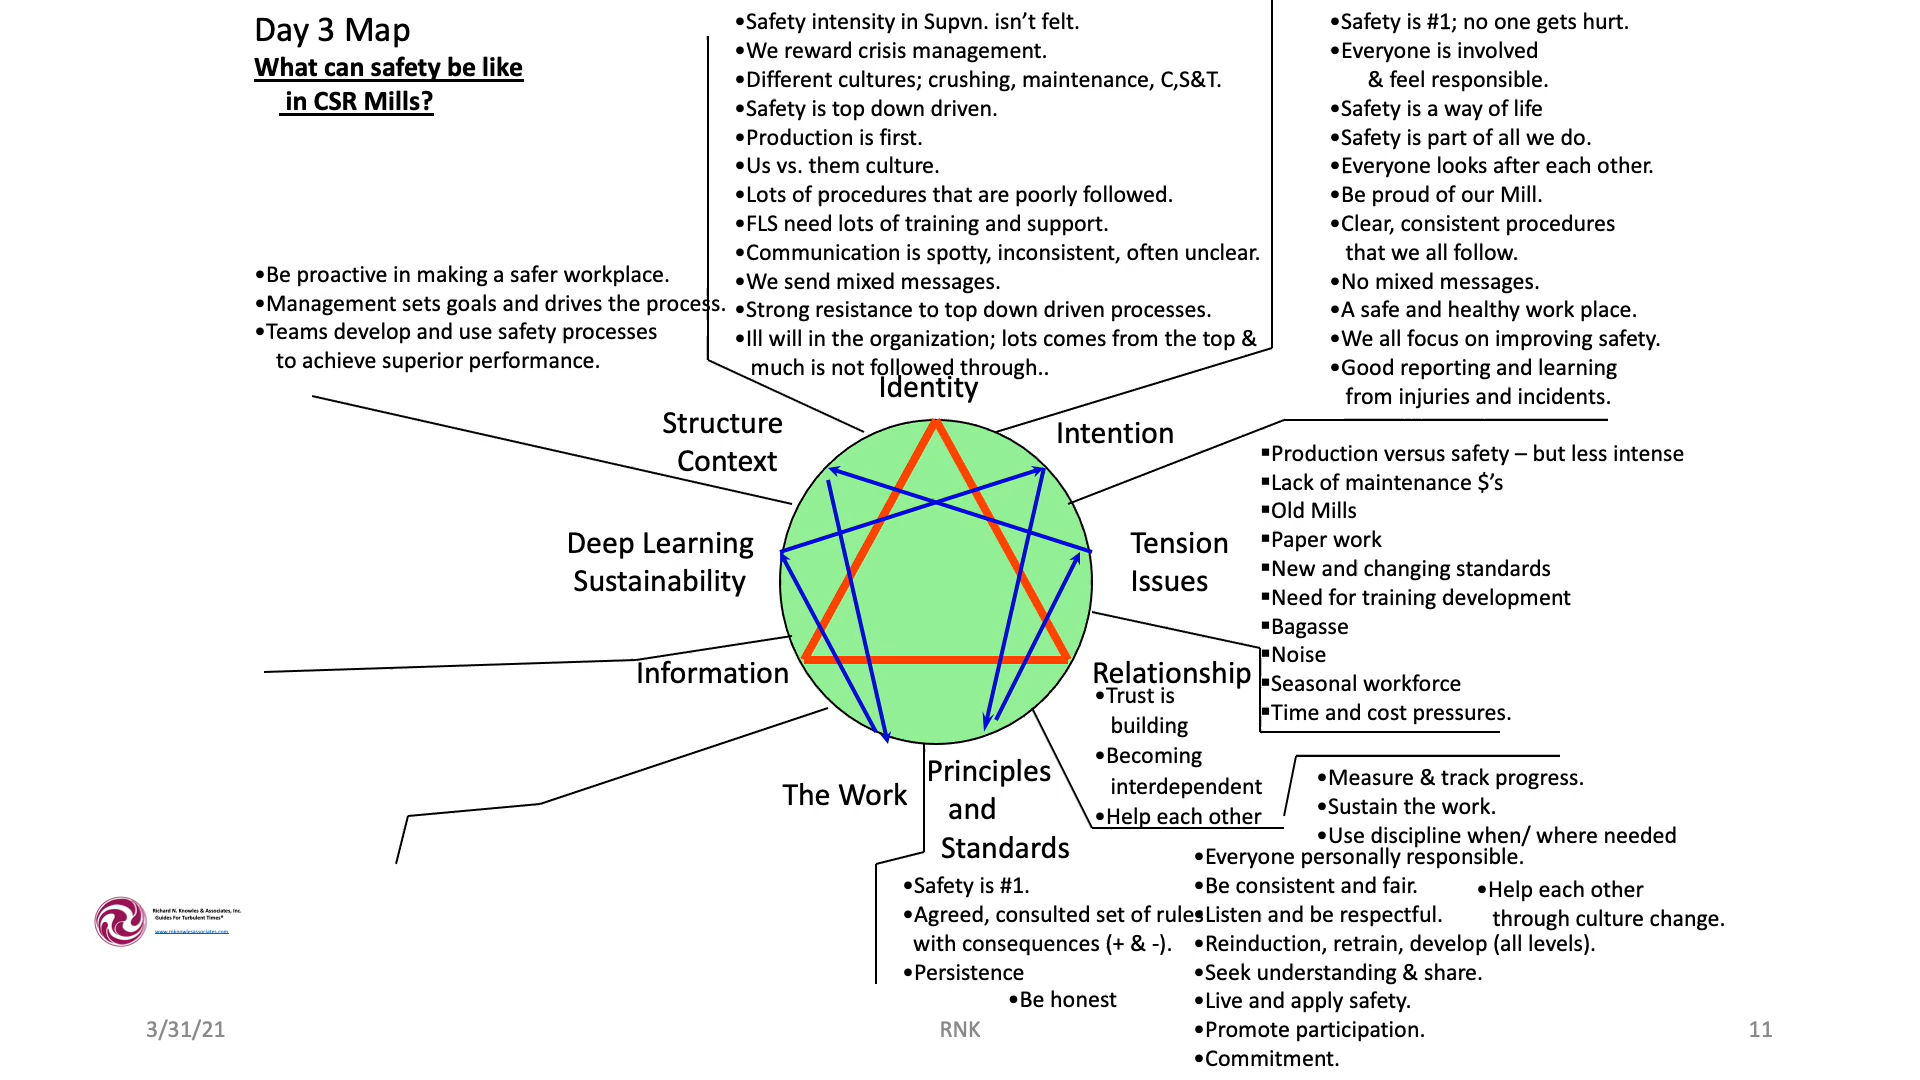 Day 3 Map
What can safety be like
in CSR Mills?
•Safety intensity in Supvn. isn’t felt.
•We reward crisis management.
•Different cultures; crushing, maintenance, C,S&T.
•Safety is top down driven.
•Production is first.
•Us vs. them culture.
•Lots of procedures that are poorly followed.
•FLS need lots of training and support.
•Communication is spotty, inconsistent, often unclear.
•We send mixed messages.
•Strong resistance to top down driven processes.
•Ill will in the organization; lots comes from the top &
much is not followed through..
•Safety is #1; no one gets hurt.
•Everyone is involved
& feel responsible.
•Safety is a way of life
•Safety is part of all we do.
•Everyone looks after each other.
•Be proud of our Mill.
•Clear, consistent procedures
that we all follow.
•No mixed messages.
•A safe and healthy work place.
•We all focus on improving safety.
•Good reporting and learning
from injuries and incidents.
•Be proactive in making a safer workplace.
•Management sets goals and drives the process.
•Teams develop and use safety processes
to achieve superior performance.
Identity
Structure
Context
Intention
Deep Learning
Sustainability
Tension
Issues
▪Production versus safety – but less intense
▪Lack of maintenance $’s
▪Old Mills
▪Paper work
▪New and changing standards
▪Need for training development
▪Bagasse
▪Noise
▪Seasonal workforce
▪Time and cost pressures.
Information
Relationship
•Trust is
building
•Becoming
interdependent
•Help each other
The Work
Principles
and
Standards
•Measure & track progress.
•Sustain the work.
•Use discipline when/ where needed
•Safety is #1.
•Agreed, consulted set of rules
with consequences (+ & -).
•Persistence
•Be honest
•Everyone personally responsible.
•Be consistent and fair.
•Listen and be respectful.
•Reinduction, retrain, develop (all levels).
•Seek understanding & share.
•Live and apply safety.
•Promote participation.
•Commitment.
•Help each other
through culture change.
Richard N. Knowles & Associates, Inc.
Guides For Turbulent Times®
www.rnknowlesassociates.com
3/31/21
RNK
11